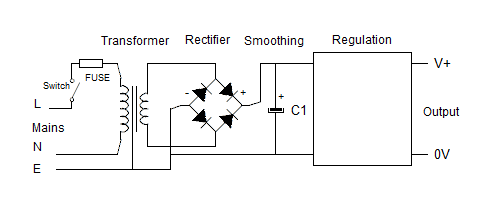 Transformer Rectifier Smoothing Regulation
Switch
FUSE
V+
L
- +
+
C1
Output
Mains
N
0V
E